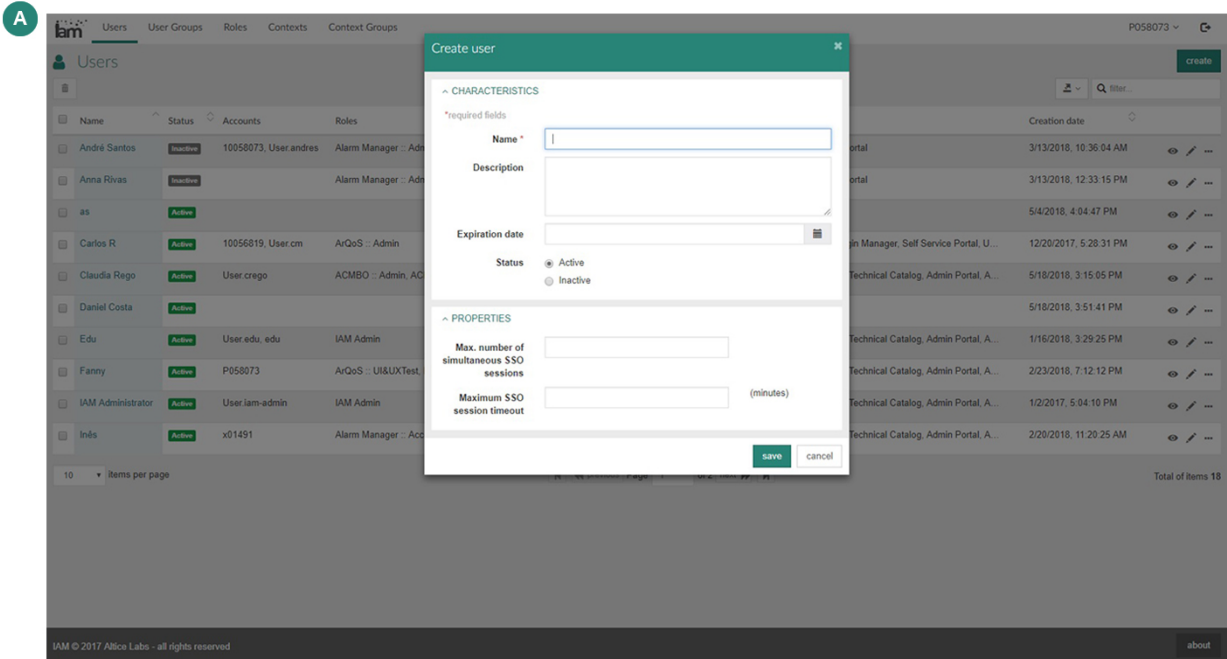 A
Iam Users User Groups Roles Contexts Context Groups P058073
Users create
filter...
Name Status Accounts Roles Creation date
André Santos Inactive 10058073, User.andres Alarm Manager :: Adm ortal 3/13/2018, 10:36:04 AM
Anna Rivas Inactive Alarm Manager :: Adm ortal 3/13/2018, 12:33:15 PM
as Active 5/4/2018, 4:04:47 PM
Carlos R Active 10056819, User.cm ArQoS :: Admin gin Manager, Self Service Portal, U... 12/20/2017, 5:28:31 PM
Claudia Rego Active User.crego ACMBO :: Admin, AC Technical Catalog, Admin Portal, A... 5/18/2018, 3:15:05 PM
Daniel Costa Active 5/18/2018, 3:51:41 PM
Edu Active User.edu, edu IAM Admin Technical Catalog, Admin Portal, A... 1/16/2018, 3:29:25 PM
Fanny Active P058073 ArQoS :: UI&UXTest, Technical Catalog, Admin Portal, A... 2/23/2018, 7:12:12 PM
IAM Administrator Active User.iam-admin IAM Admin Technical Catalog, Admin Portal, A... 1/2/2017, 5:04:10 PM
Inês Active x01491 Alarm Manager :: Acc Technical Catalog, Admin Portal, A... 2/20/2018, 11:20:25 AM
10 items per page previous Page 1 of 2 next Total of items 18
Create user
CHARACTERISTICS
*required fields
Name *
Description
Expiration date
Status Active
Inactive
PROPERTIES
Max. number of
simultaneous SSO
sessions
Maximum SSO (minutes)
session timeout
save cancel
IAM © 2017 Altice Labs - all rights reserved about